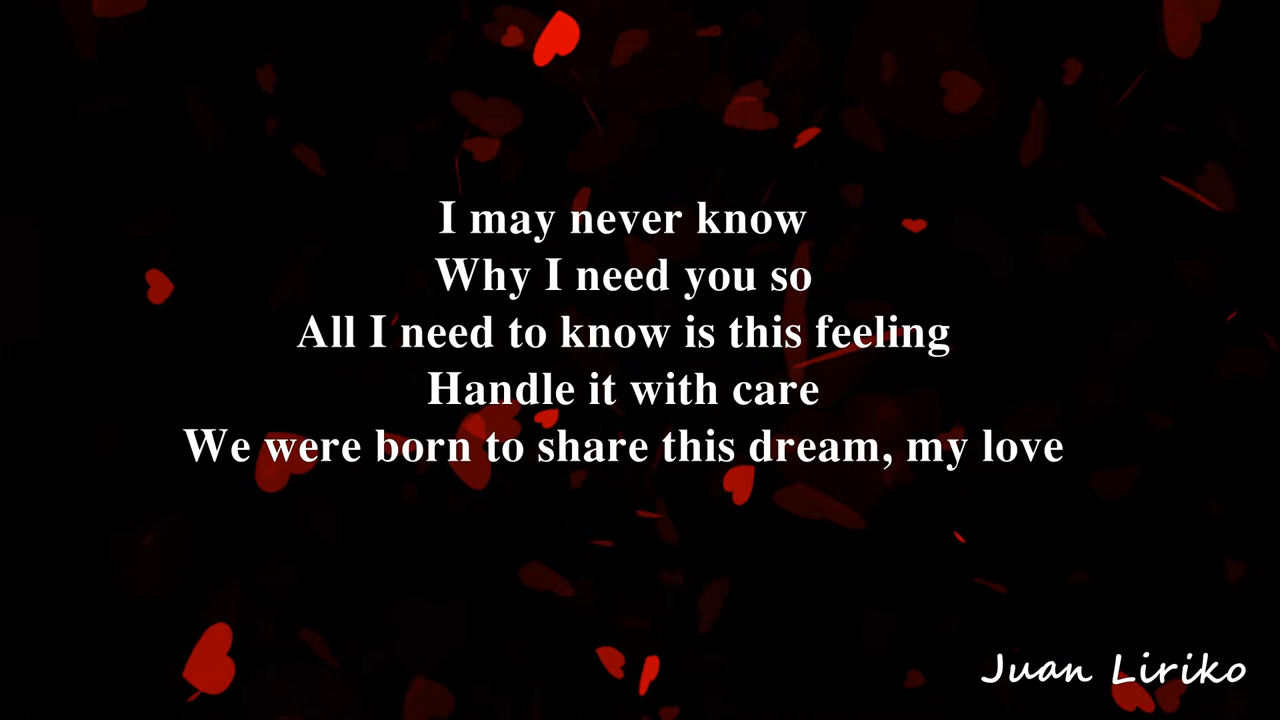 I may never know
Why I need you so
All I need to know is this feeling
Handle it with care
We were born to share this dream, my love
Juan Liriko